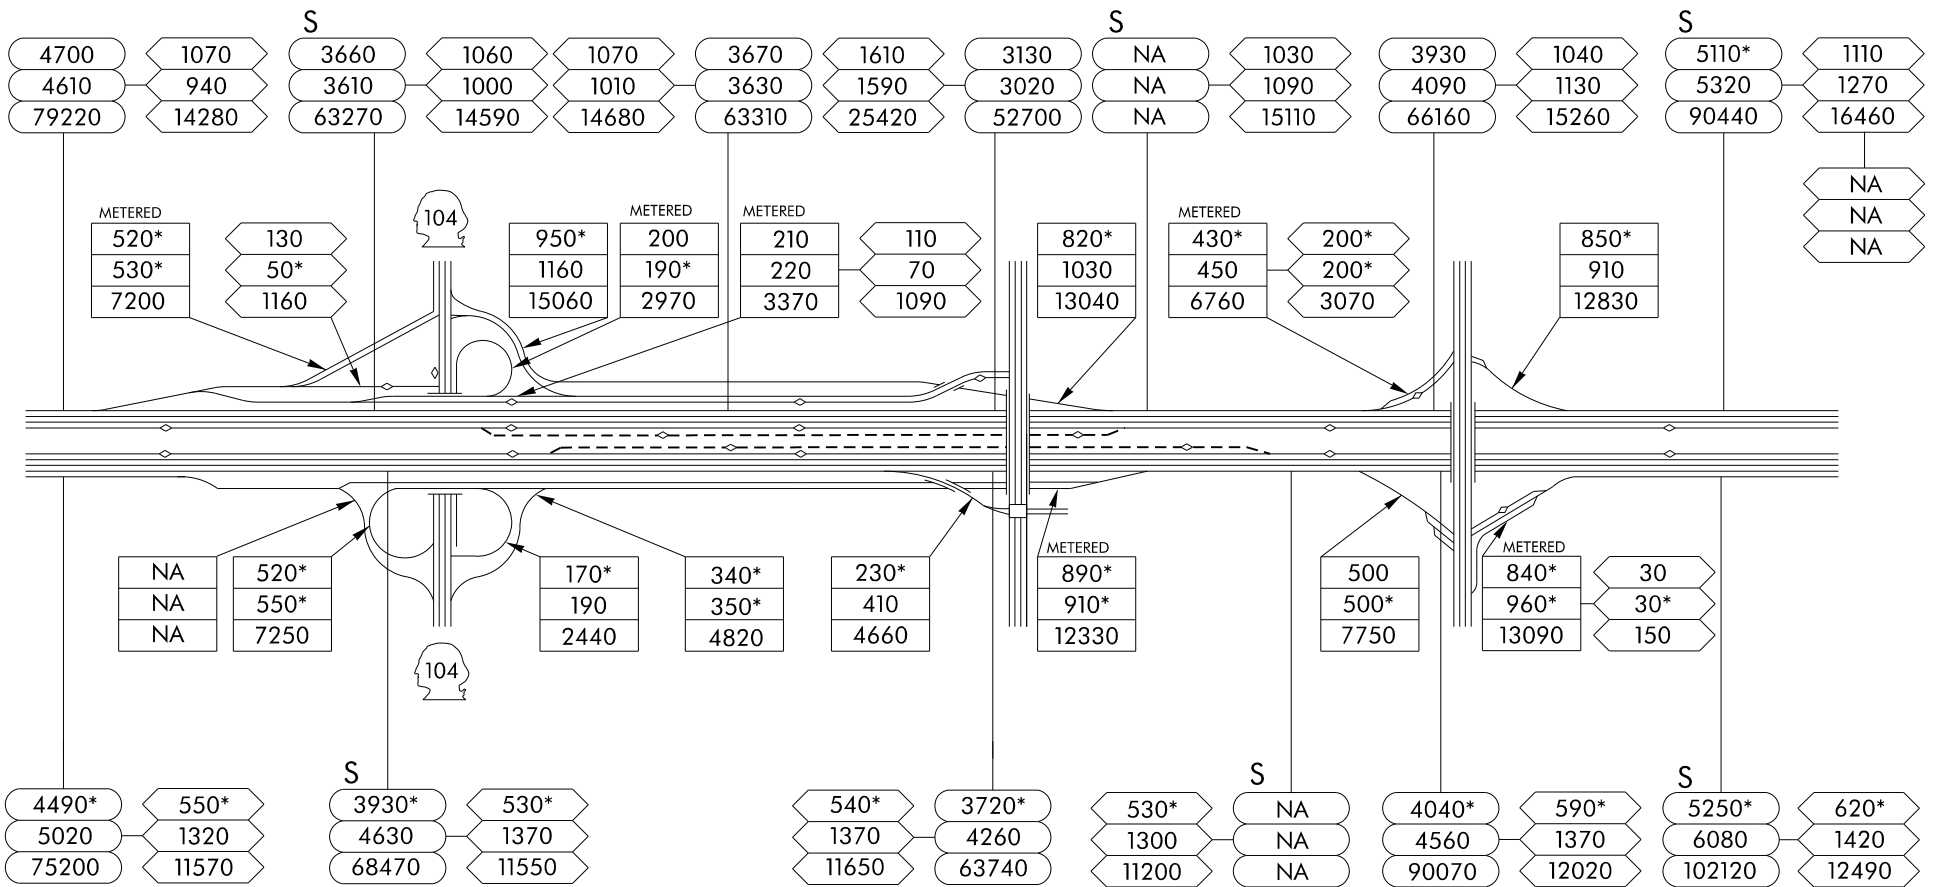 S S S
4700 1070 3660 1060 1070 3670 1610 3130 NA 1030 3930 1040 5110* 1110
4610 940 3610 1000 1010 3630 1590 3020 NA 1090 4090 1130 5320 1270
79220 14280 63270 14590 14680 63310 25420 52700 NA 15110 66160 15260 90440 16460
NA
NA
NA
METERED METERED METERED METERED
104
520* 130 950* 200 210 110 820* 430* 200* 850*
530* 50* 1160 190* 220 70 1030 450 200* 910
7200 1160 15060 2970 3370 1090 13040 6760 3070 12830
METERED METERED
NA 520* 170* 340* 230* 890* 500 840* 30
NA 550* 190 350* 410 910* 500* 960* 30*
NA 7250 2440 4820 4660 12330 7750 13090 150
104
S S S
4490* 550* 3930* 530* 540* 3720* 530* NA 4040* 590* 5250* 620*
5020 1320 4630 1370 1370 4260 1300 NA 4560 1370 6080 1420
75200 11570 68470 11550 11650 63740 11200 NA 90070 12020 102120 12490